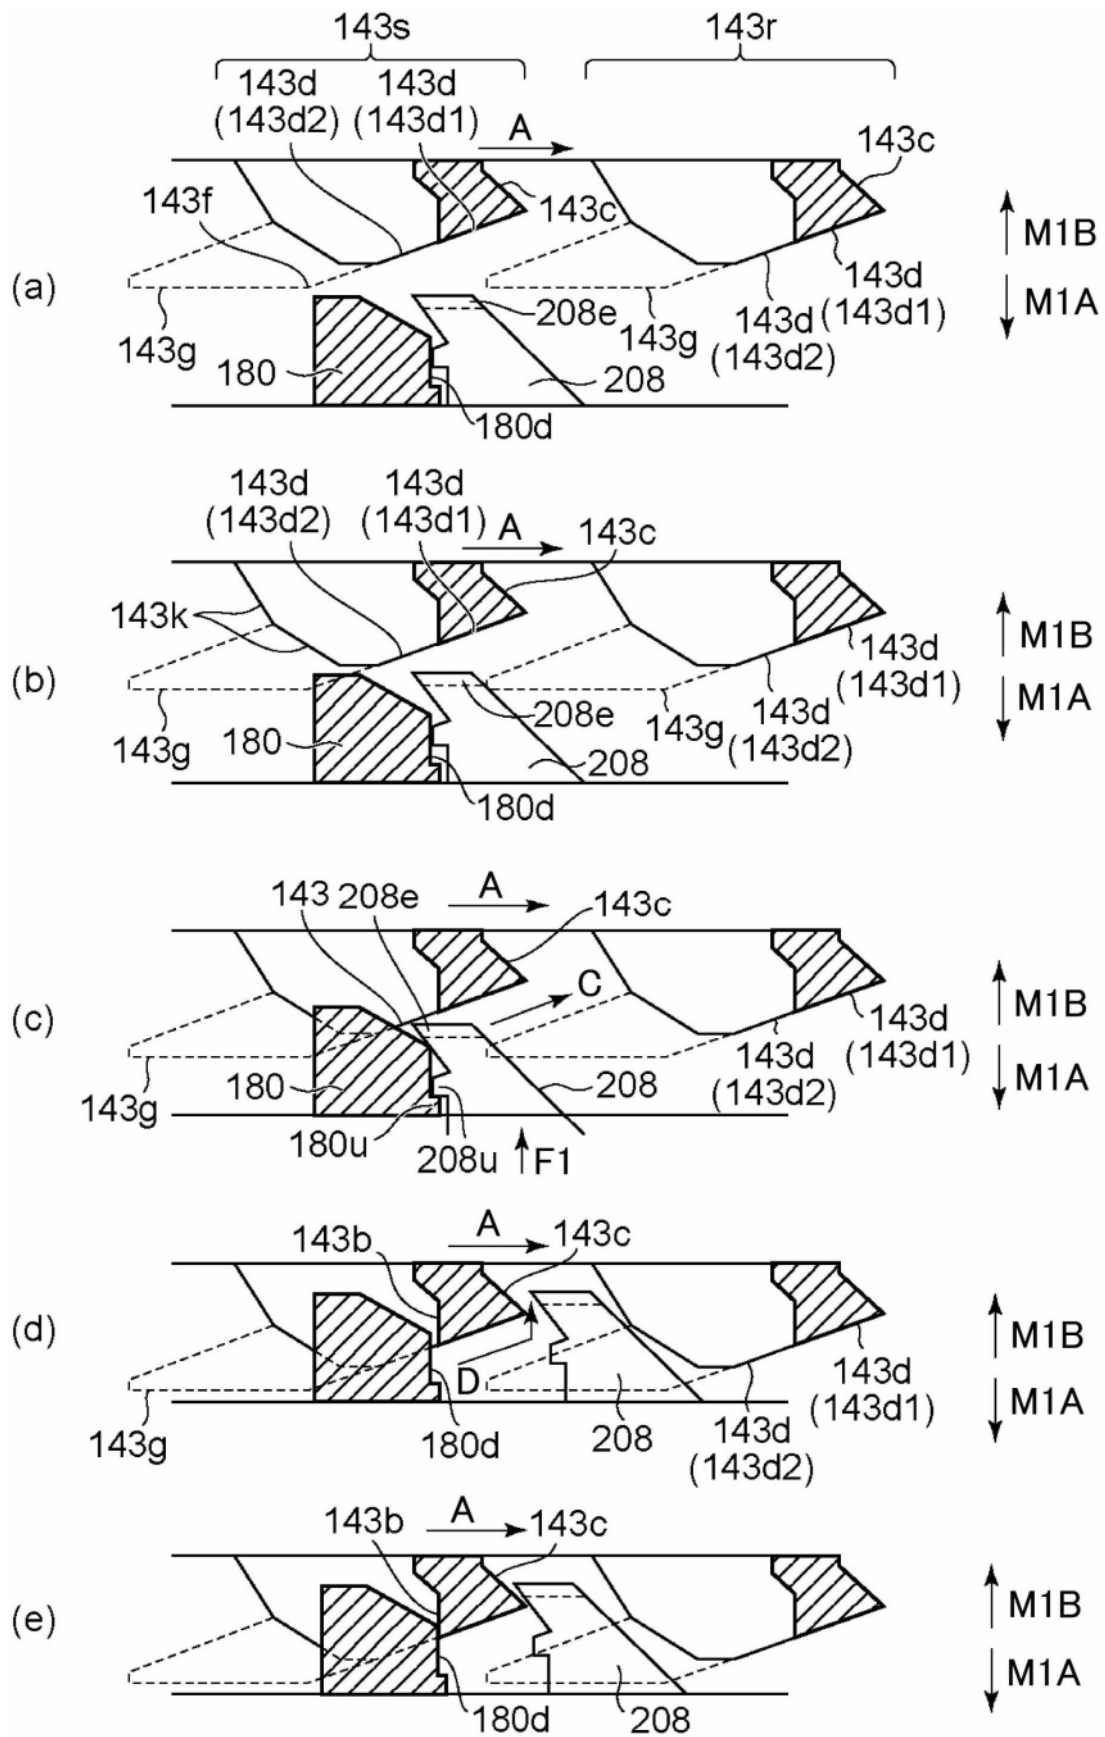 143s 143r
143d 143d
(143d2) (143d1)
A
143c
143f
143c
M1B
(a)
143d
(143d1)
M1A
208e
143g
143g
143d
(143d2)
180
208
180d
143d 143d
(143d2) (143d1)
A
143c
143k
M1B
143d
(143d1)
(b)
M1A
208e
143g
180
143g
143d
(143d2)
208
180d
A
143 208e
143c
C
M1B
(c)
143d
(143d1)
143d
(143d2)
M1A
143g
180
208
180u
208u
F1
A
143b
143c
(d)
M1B
D
143d
(143d1)
M1A
143g
180d
208
143d
(143d2)
A
143b
143c
(e)
M1B
M1A
180d
208